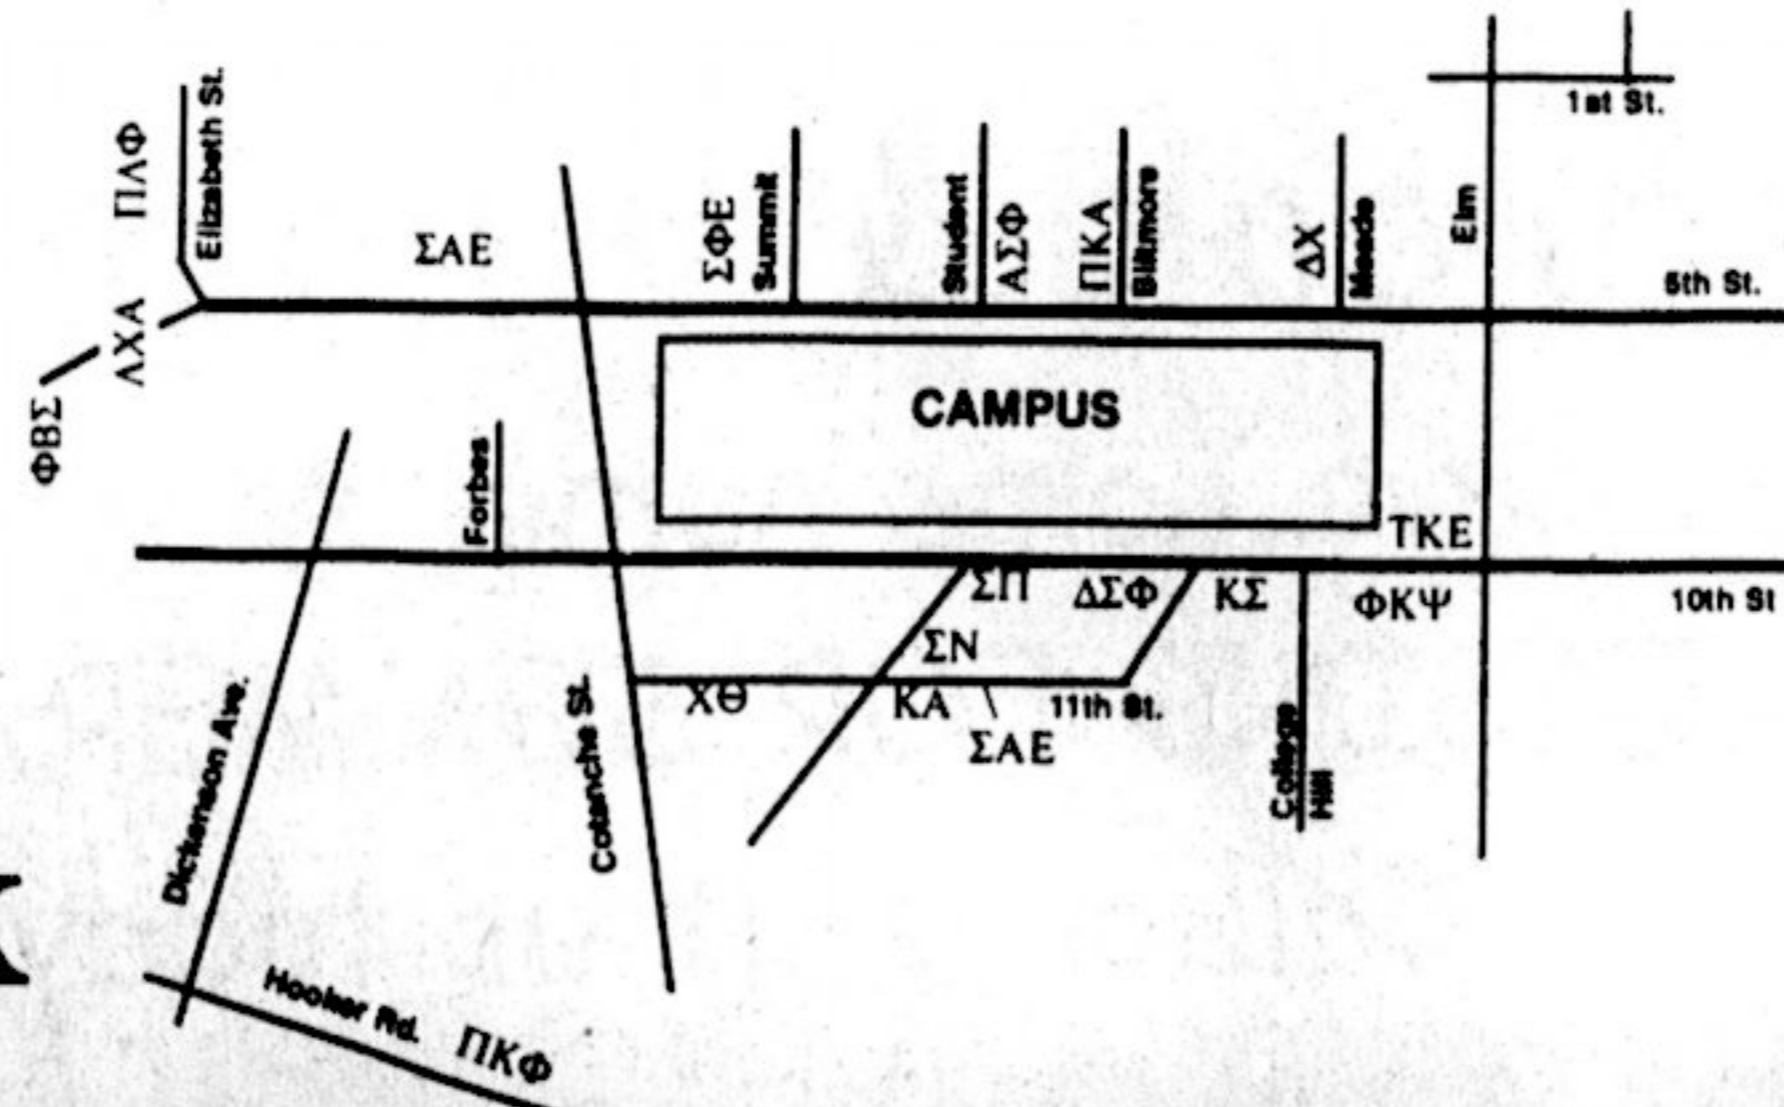 1st St.
ΠΛΦ
Elizabeth St.
ΣΑΕ
ΣΦΕ
Summit
Student
ΑΣΦ
ΠΚΑ
Biltmore
ΔΧ
Meade
Elm
5th St.
ΛΧΑ
ΦΒΣ
CAMPUS
Forbes
ΤΚΕ
ΣΠ
ΔΣΦ
ΚΣ
ΦΚΨ
10th St
ΣΝ
ΧΘ
ΚΑ
11th St.
ΣΑΕ
Dickenson Ave.
Cotanche St.
College
Hill
Hooker Rd.
ΠΚΦ